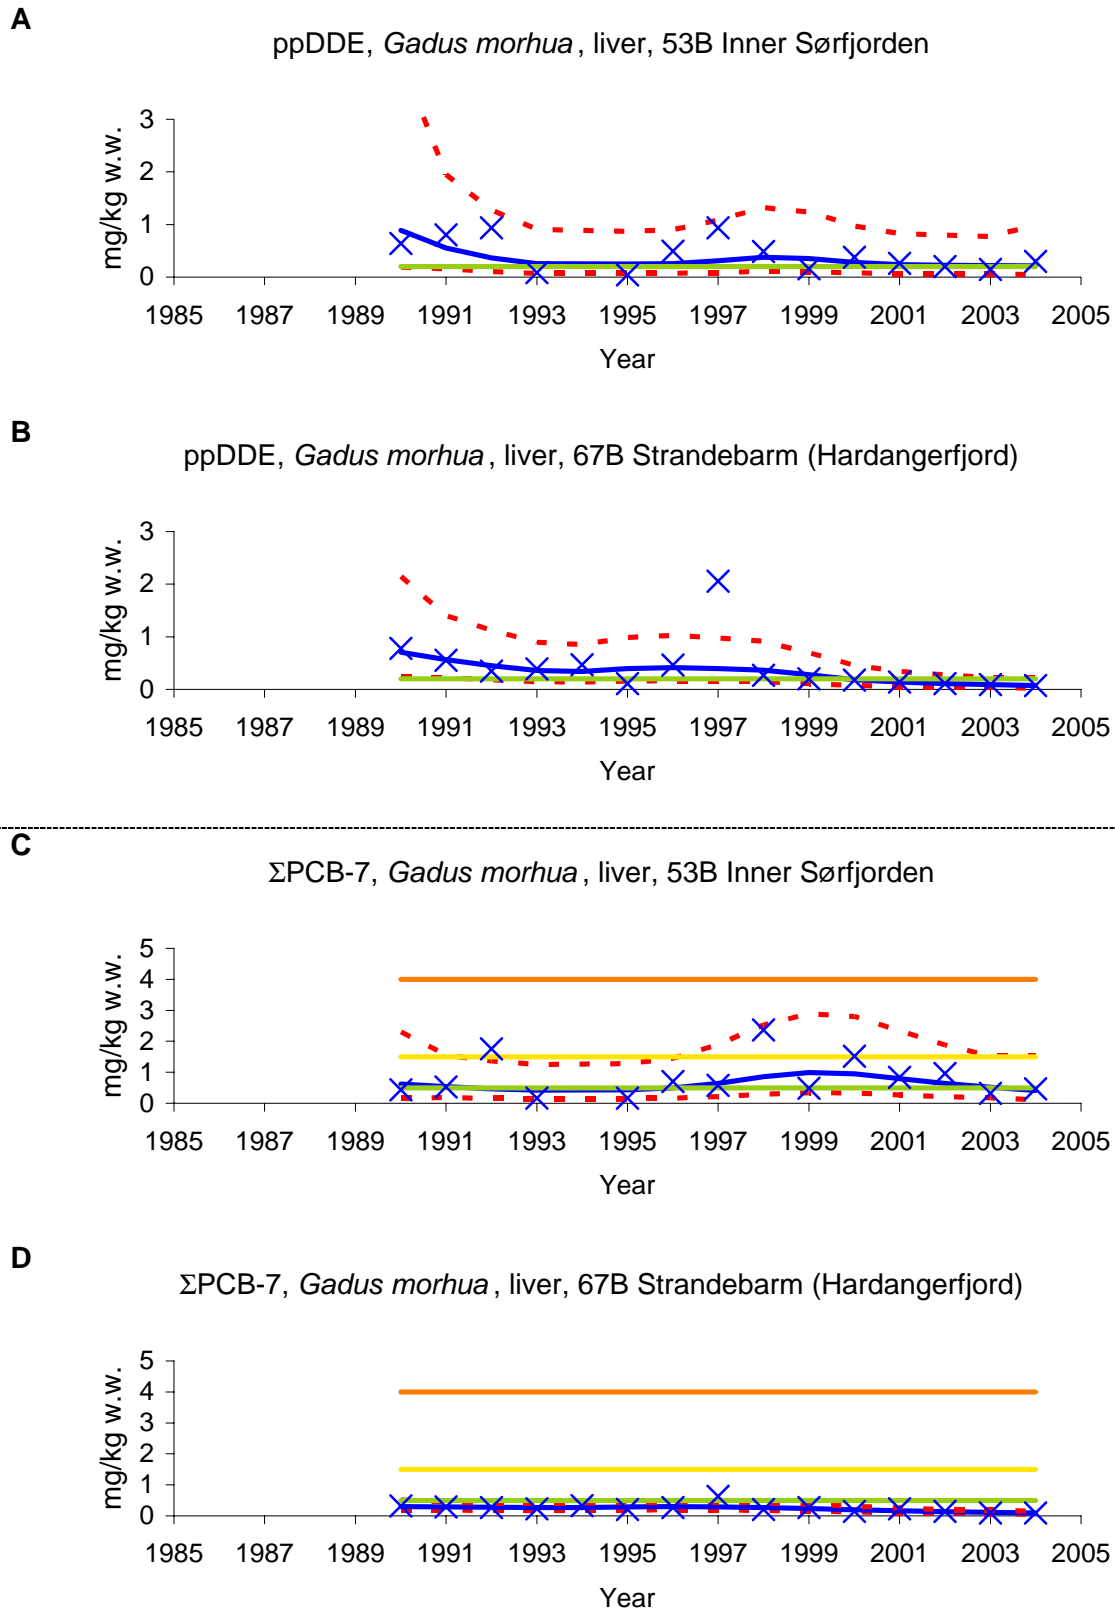 A
ppDDE, Gadus morhua, liver, 53B Inner Sørfjorden
3
2
1
0
mg/kg w.w.
1985 1987 1989 1991 1993 1995 1997 1999 2001 2003 2005
Year
B
ppDDE, Gadus morhua, liver, 67B Strandebarm (Hardangerfjord)
3
2
1
0
mg/kg w.w.
1985 1987 1989 1991 1993 1995 1997 1999 2001 2003 2005
Year
C
ΣPCB-7, Gadus morhua, liver, 53B Inner Sørfjorden
5
4
3
2
1
0
mg/kg w.w.
1985 1987 1989 1991 1993 1995 1997 1999 2001 2003 2005
Year
D
ΣPCB-7, Gadus morhua, liver, 67B Strandebarm (Hardangerfjord)
5
4
3
2
1
0
mg/kg w.w.
1985 1987 1989 1991 1993 1995 1997 1999 2001 2003 2005
Year